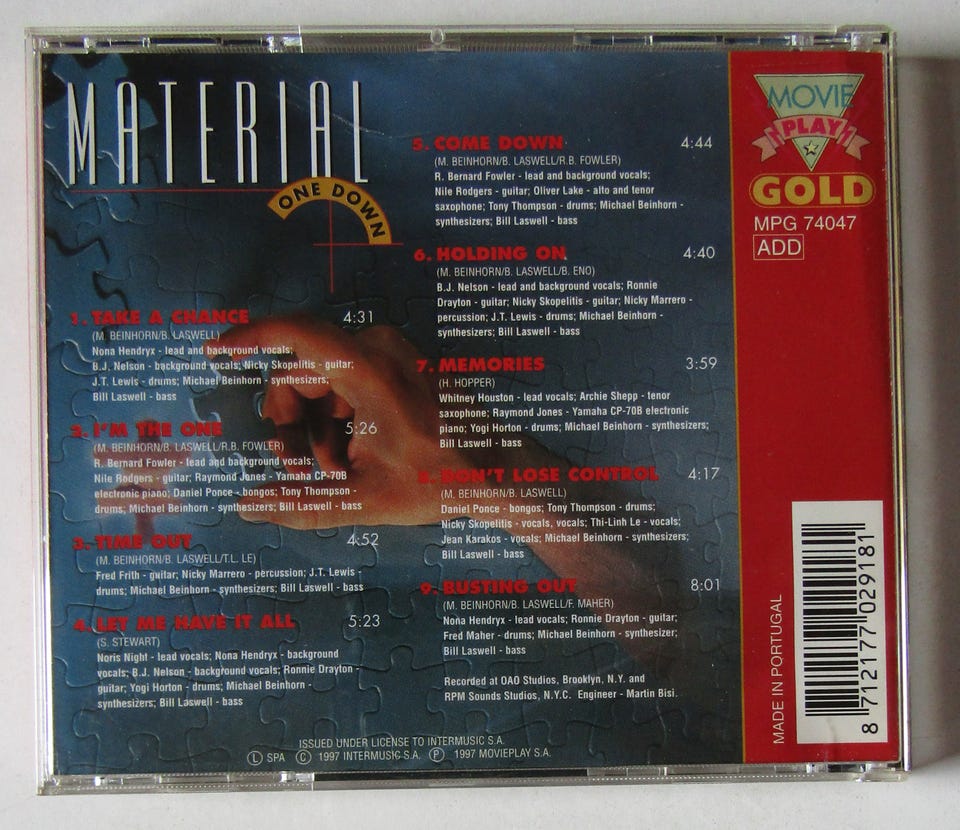 MATERIAL
ONE DOWN
1. TAKE A CHANCE 4:31
(M. BEINHORN/B. LASWELL)
Nona Hendryx - lead and background vocals;
B.J. Nelson - background vocals; Nicky Skopelitis - guitar;
J.T. Lewis - drums; Michael Beinhorn - synthesizers;
Bill Laswell - bass
2. I'M THE ONE 5:26
(M. BEINHORN/B. LASWELL/R.B. FOWLER)
R. Bernard Fowler - lead and background vocals;
Nile Rodgers - guitar; Raymond Jones - Yamaha CP-70B
electronic piano; Daniel Ponce - bongos; Tony Thompson -
drums; Michael Beinhorn - synthesizers; Bill Laswell - bass
3. TIME OUT 4:52
(M. BEINHORN/B. LASWELL/T.L. LE)
Fred Frith - guitar; Nicky Marrero - percussion; J.T. Lewis -
drums; Michael Beinhorn - synthesizers; Bill Laswell - bass
4. LET ME HAVE IT ALL 5:23
(S. STEWART)
Noris Night - lead vocals; Nona Hendryx - background
vocals; B.J. Nelson - background vocals; Ronnie Drayton -
guitar; Yogi Horton - drums; Michael Beinhorn -
synthesizers; Bill Laswell - bass
5. COME DOWN 4:44
(M. BEINHORN/B. LASWELL/R.B. FOWLER)
R. Bernard Fowler - lead and background vocals;
Nile Rodgers - guitar; Oliver Lake - alto and tenor
saxophone; Tony Thompson - drums; Michael Beinhorn -
synthesizers; Bill Laswell - bass
6. HOLDING ON 4:40
(M. BEINHORN/B. LASWELL/B. ENO)
B.J. Nelson - lead and background vocals; Ronnie
Drayton - guitar; Nicky Skopelitis - guitar; Nicky Marrero -
percussion; J.T. Lewis - drums; Michael Beinhorn -
synthesizers; Bill Laswell - bass
7. MEMORIES 3:59
(H. HOPPER)
Whitney Houston - lead vocals; Archie Shepp - tenor
saxophone; Raymond Jones - Yamaha CP-70B electronic
piano; Yogi Horton - drums; Michael Beinhorn - synthesizers;
Bill Laswell - bass
8. DON'T LOSE CONTROL 4:17
(M. BEINHORN/B. LASWELL)
Daniel Ponce - bongos; Tony Thompson - drums;
Nicky Skopelitis - vocals, vocals; Thi-Linh Le - vocals;
Jean Karakos - vocals; Michael Beinhorn - synthesizers;
Bill Laswell - bass
9. BUSTING OUT 8:01
(M. BEINHORN/B. LASWELL/F. MAHER)
Nona Hendryx - lead vocals; Ronnie Drayton - guitar;
Fred Maher - drums; Michael Beinhorn - synthesizer;
Bill Laswell - bass
Recorded at OAO Studios, Brooklyn, N.Y. and
RPM Sounds Studios, N.Y.C. Engineer - Martin Bisi.
ISSUED UNDER LICENSE TO INTERMUSIC S.A.
Ⓛ SPA Ⓒ 1997 INTERMUSIC S.A. Ⓟ 1997 MOVIEPLAY S.A.
MOVIE
PLAY
GOLD
MPG 74047
ADD
MADE IN PORTUGAL
8 712177 029181